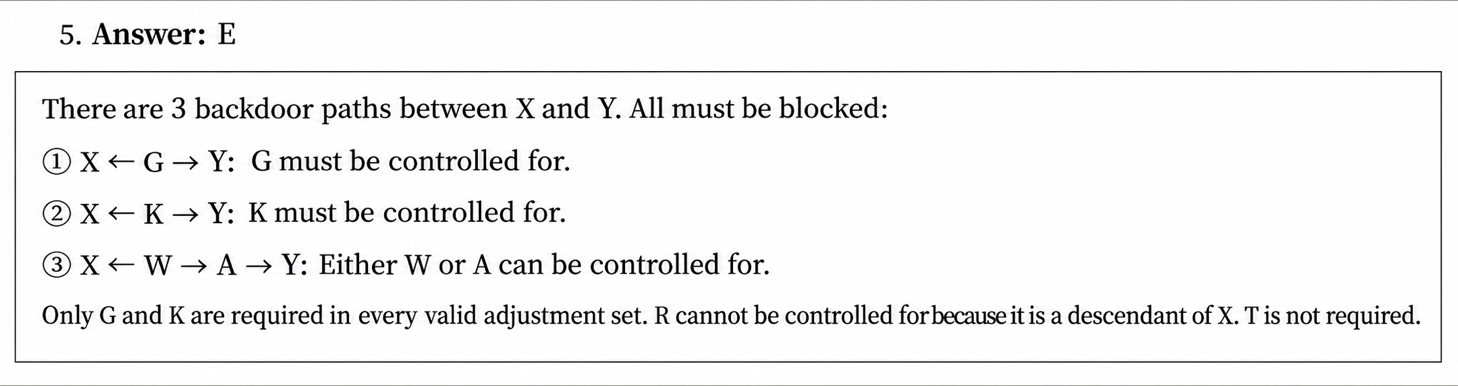 5. Answer: E
There are 3 backdoor paths between X and Y. All must be blocked:
① X ← G → Y: G must be controlled for.
② X ← K → Y: K must be controlled for.
③ X ← W → A → Y: Either W or A can be controlled for.
Only G and K are required in every valid adjustment set. R cannot be controlled for because it is a descendant of X. T is not required.